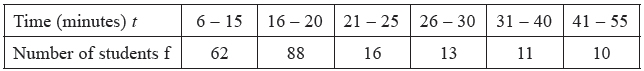 Time (minutes) t 6 – 15 16 – 20 21 – 25 26 – 30 31 – 40 41 – 55
Number of students f 62 88 16 13 11 10